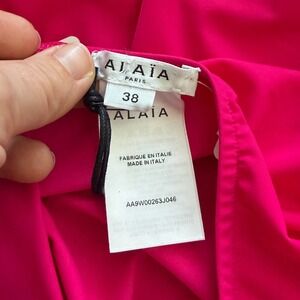 ALAÏA
PARIS
38
ALAÏA
FABRIQUE EN ITALIE
MADE IN ITALY
AA9W00263J046